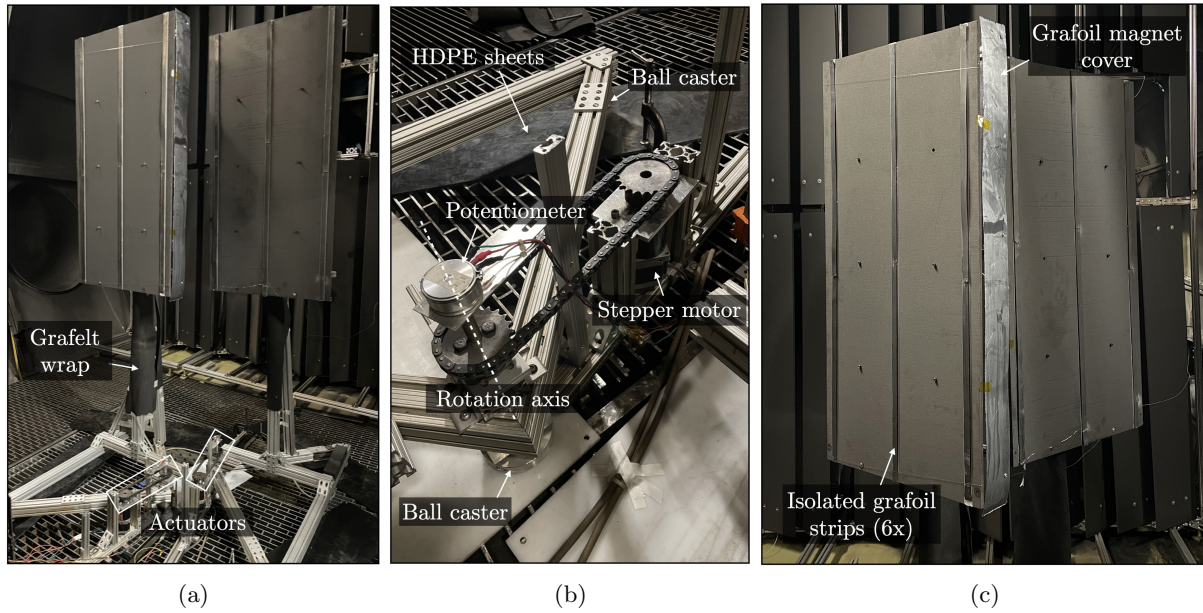 Grafelt
wrap
Actuators
(a)
HDPE sheets
Ball caster
Potentiometer
Stepper motor
Rotation axis
Ball caster
(b)
Grafoil magnet
cover
Isolated grafoil
strips (6x)
(c)